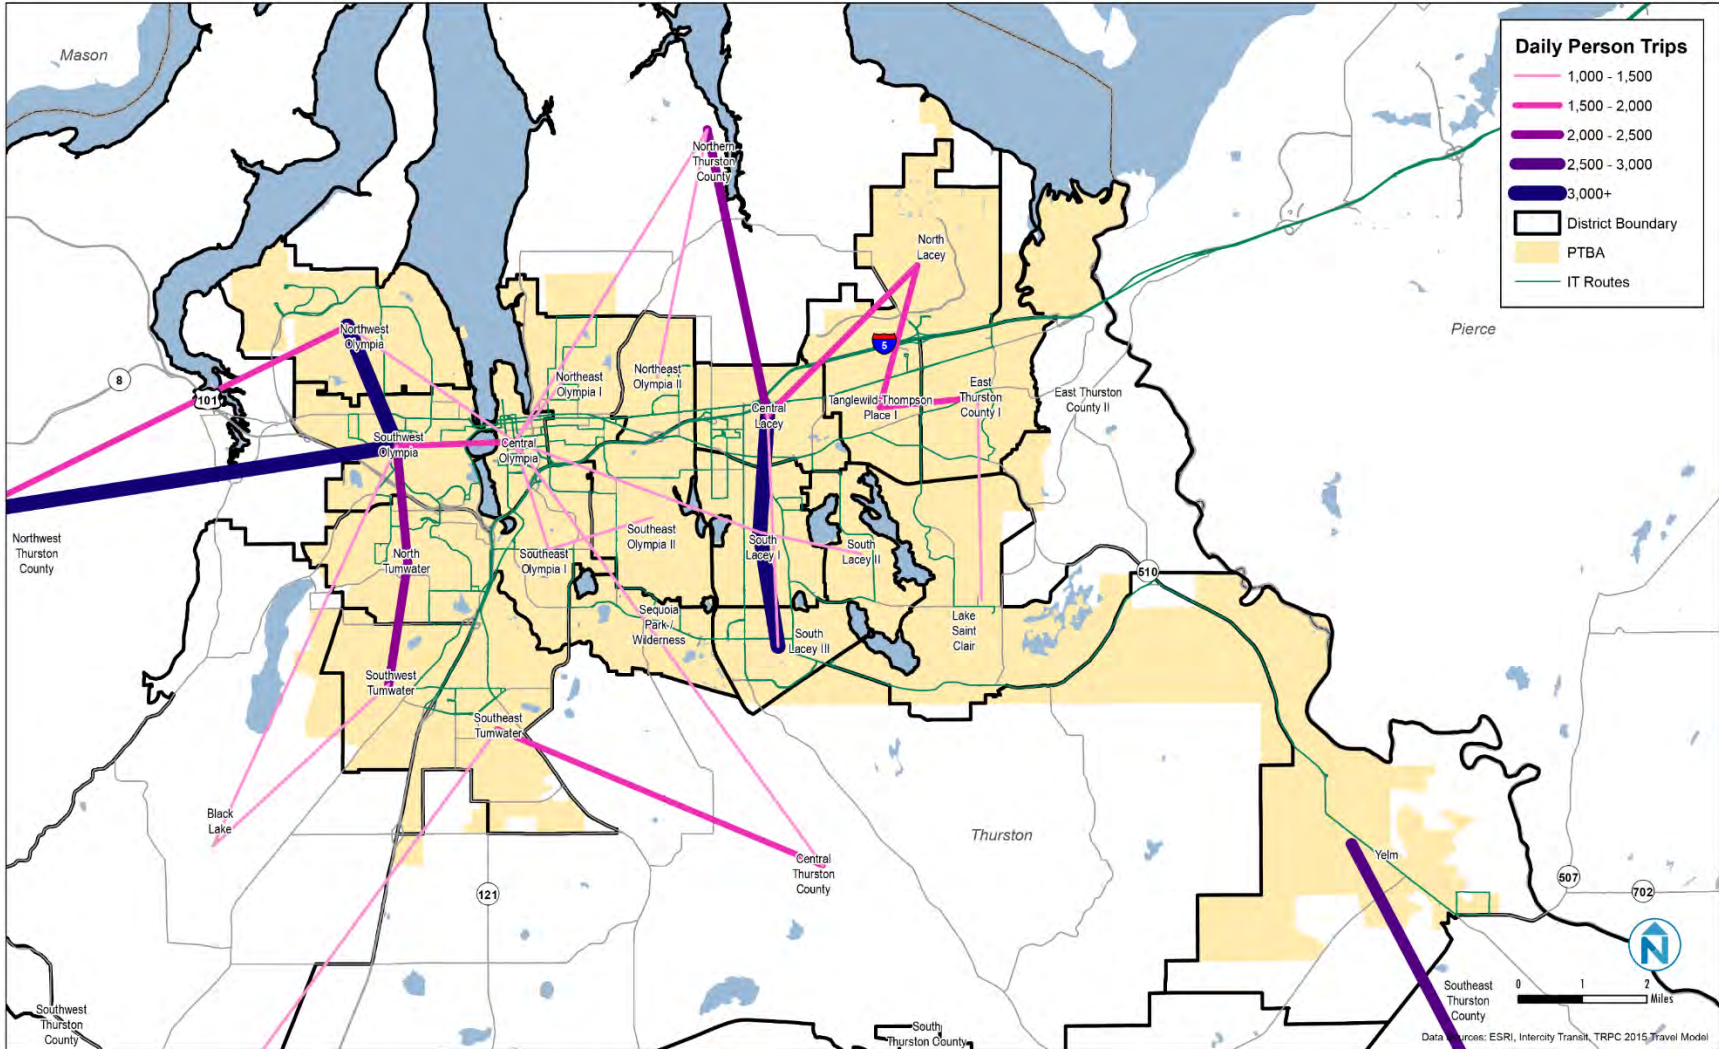 Mason
Daily Person Trips
1,000 - 1,500
1,500 - 2,000
2,000 - 2,500
2,500 - 3,000
3,000+
District Boundary
PTBA
IT Routes
Northern
Thurston
County
North
Lacey
Pierce
Northwest
Olympia
5
8
101
Northeast
Olympia I
Northeast
Olympia II
Central
Lacey
Tanglewild-Thompson
Place I
East
Thurston
County I
East Thurston
County II
Southwest
Olympia
Central
Olympia
Northwest
Thurston
County
North
Tumwater
Southeast
Olympia I
Southeast
Olympia II
South
Lacey I
South
Lacey II
510
Sequoia
Park /
Wilderness
South
Lacey III
Lake
Saint
Clair
Southwest
Tumwater
Southeast
Tumwater
Black
Lake
Thurston
Central
Thurston
County
Yelm
121
507
702
N
Southwest
Thurston
County
South
Thurston County
Southeast
Thurston
County
0 1 2
Miles
Data Sources: ESRI, Intercity Transit, TRPC 2015 Travel Model